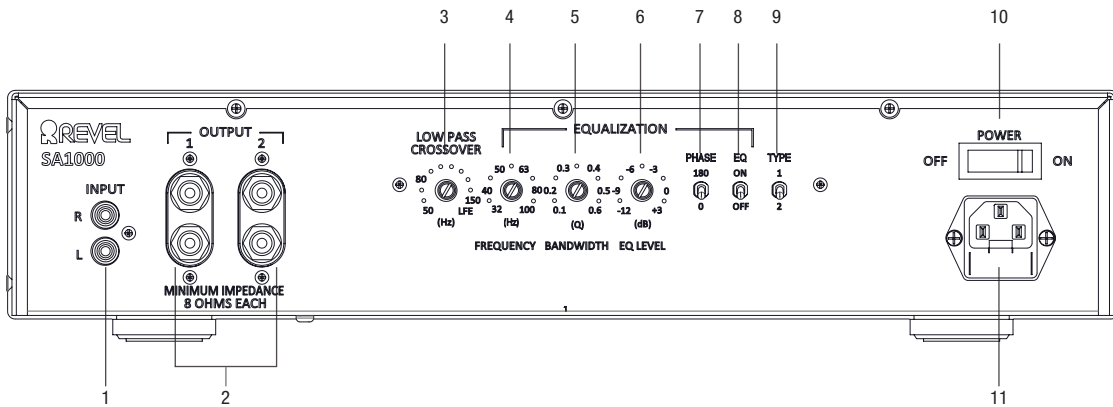 3 4 5 6 7 8 9 10
REVEL
SA1000
OUTPUT
1 2
INPUT
R
L
MINIMUM IMPEDANCE
8 OHMS EACH
LOW PASS
CROSSOVER
80
50 150
LFE
(Hz)
EQUALIZATION
50 63
40 80
32 100
(Hz)
FREQUENCY
0.3 0.4
0.2 0.5
0.1 0.6
(Q)
BANDWIDTH
-6 -3
-9 0
-12 +3
(dB)
EQ LEVEL
PHASE
180
0
EQ
ON
OFF
TYPE
1
2
POWER
OFF ON
1 2 11